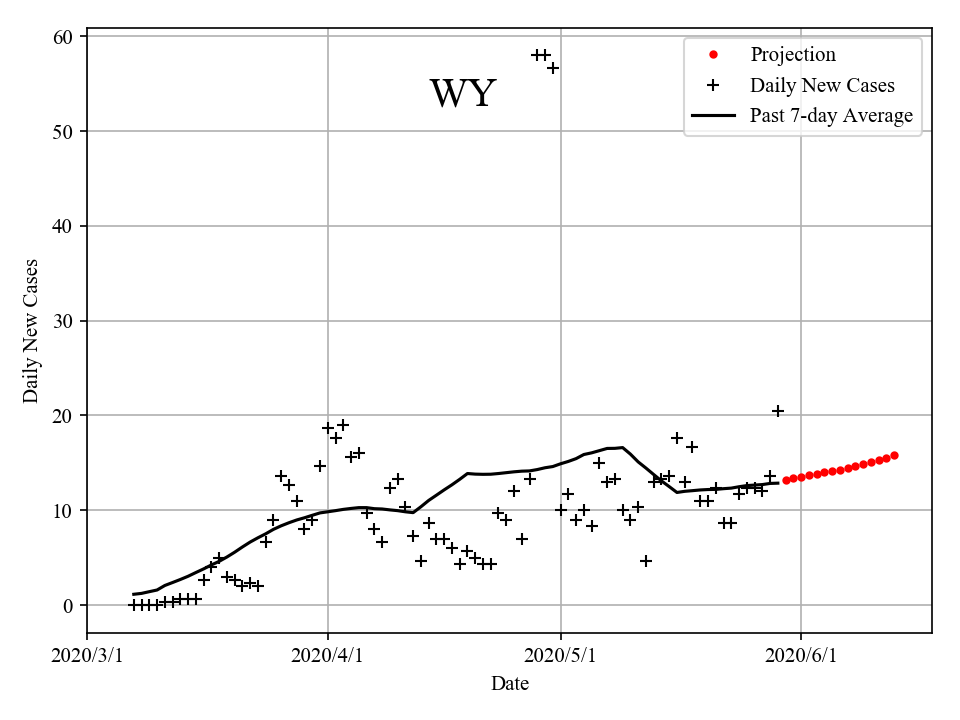 60
50
40
30
20
10
0
Daily New Cases
WY
Projection
Daily New Cases
Past 7-day Average
2020/3/1 2020/4/1 2020/5/1 2020/6/1
Date